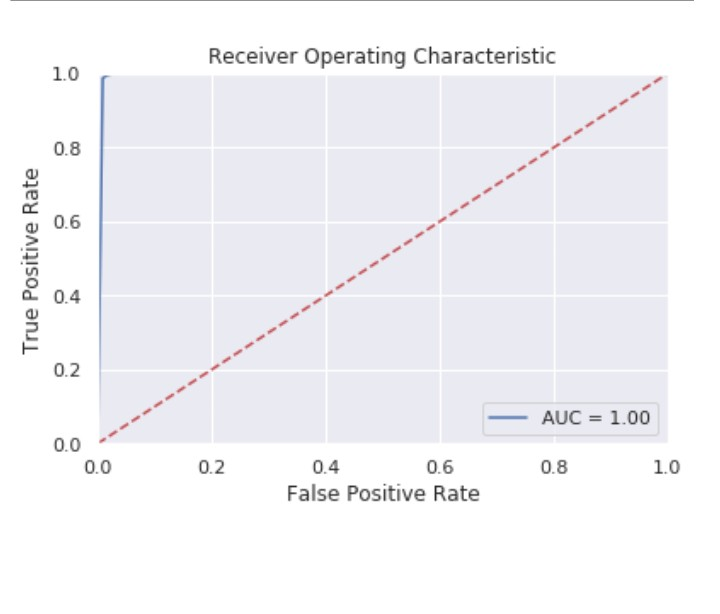 Receiver Operating Characteristic
1.0
0.8
0.6
0.4
0.2
0.0
True Positive Rate
AUC = 1.00
0.0 0.2 0.4 0.6 0.8 1.0
False Positive Rate